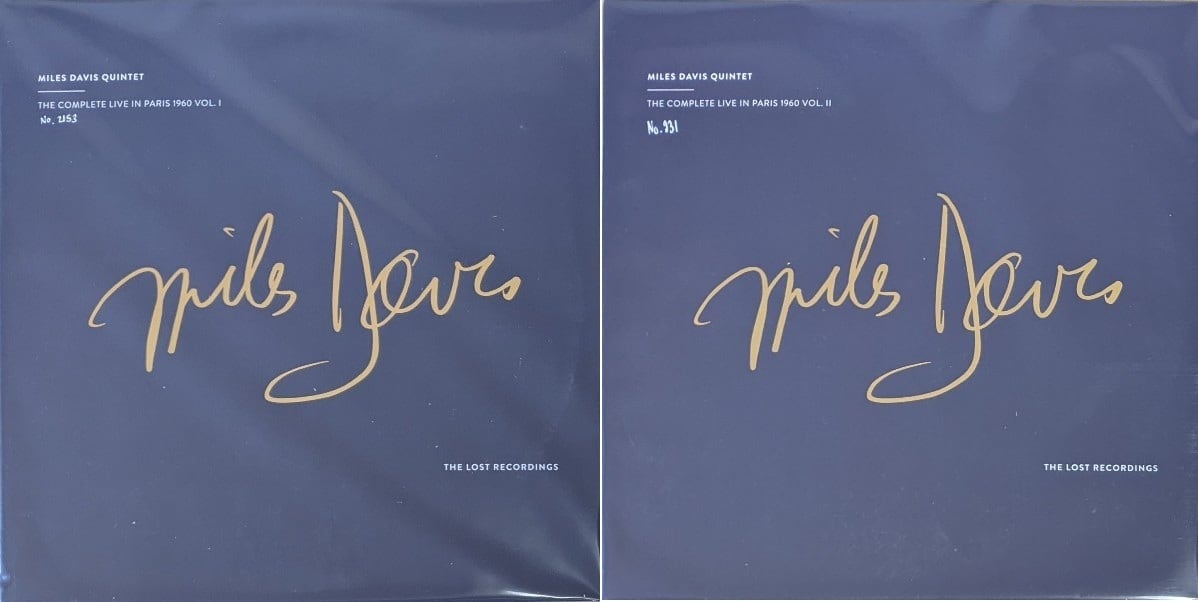 MILES DAVIS QUINTET
THE COMPLETE LIVE IN PARIS 1960 VOL. I
No. 2153
Miles Davis
THE LOST RECORDINGS
MILES DAVIS QUINTET
THE COMPLETE LIVE IN PARIS 1960 VOL. II
No. 931
Miles Davis
THE LOST RECORDINGS